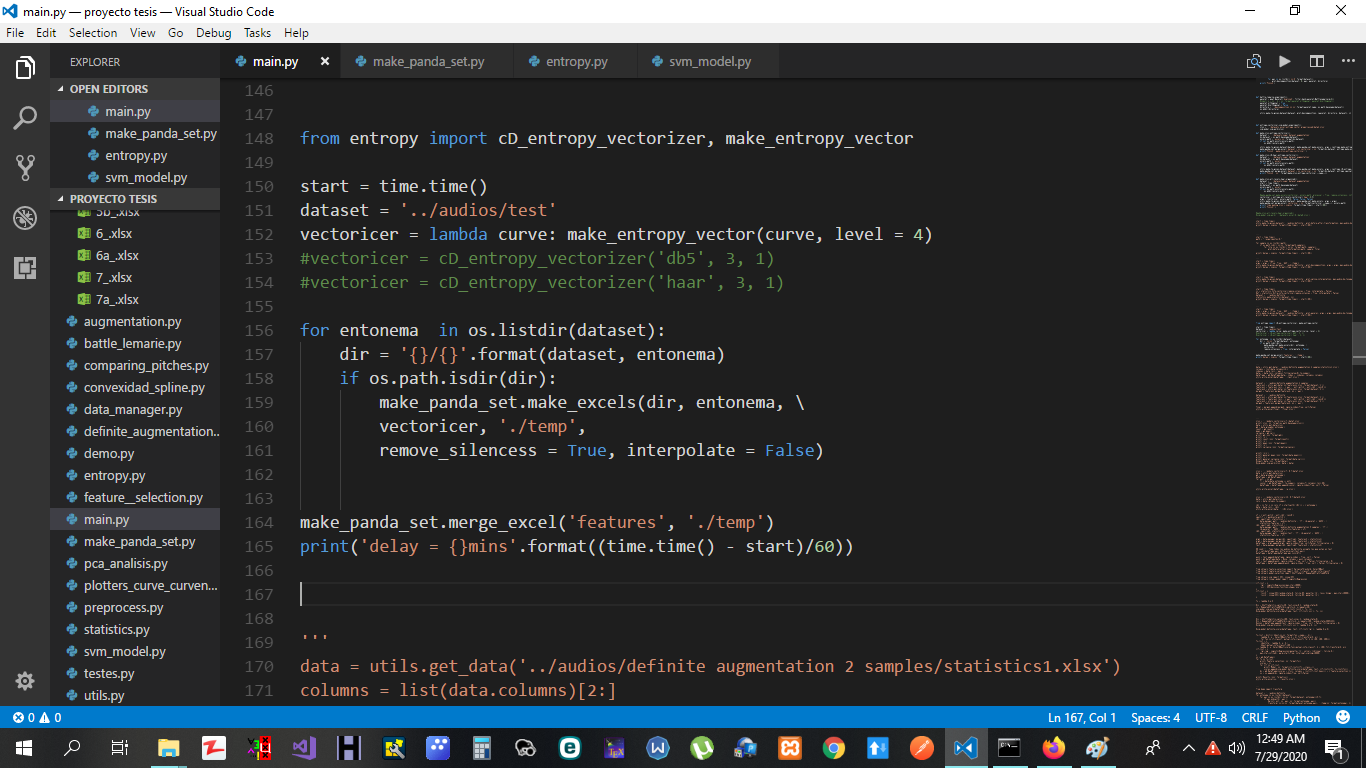 main.py — proyecto tesis — Visual Studio Code
File Edit Selection View Go Debug Tasks Help
EXPLORER
main.py
make_panda_set.py
entropy.py
svm_model.py
OPEN EDITORS
main.py
make_panda_set.py
entropy.py
svm_model.py
PROYECTO TESIS
5b_.xlsx
6_.xlsx
6a_.xlsx
7_.xlsx
7a_.xlsx
augmentation.py
battle_lemarie.py
comparing_pitches.py
convexidad_spline.py
data_manager.py
definite_augmentation...
demo.py
entropy.py
feature__selection.py
main.py
make_panda_set.py
pca_analisis.py
plotters_curve_curven...
preprocess.py
statistics.py
svm_model.py
testes.py
utils.py
146
147
148 from entropy import cD_entropy_vectorizer, make_entropy_vector
149
150 start = time.time()
151 dataset = '../audios/test'
152 vectoricer = lambda curve: make_entropy_vector(curve, level = 4)
153 #vectoricer = cD_entropy_vectorizer('db5', 3, 1)
154 #vectoricer = cD_entropy_vectorizer('haar', 3, 1)
155
156 for entonema  in os.listdir(dataset):
157     dir = '{}/{}'.format(dataset, entonema)
158     if os.path.isdir(dir):
159         make_panda_set.make_excels(dir, entonema, \
160         vectoricer, './temp',
161         remove_silencess = True, interpolate = False)
162
163
164 make_panda_set.merge_excel('features', './temp')
165 print('delay = {}mins'.format((time.time() - start)/60))
166
167
168
169 '''
170 data = utils.get_data('../audios/definite augmentation 2 samples/statistics1.xlsx')
171 columns = list(data.columns)[2:]
0 0
Ln 167, Col 1 Spaces: 4 UTF-8 CRLF Python
12:49 AM
7/29/2020
1